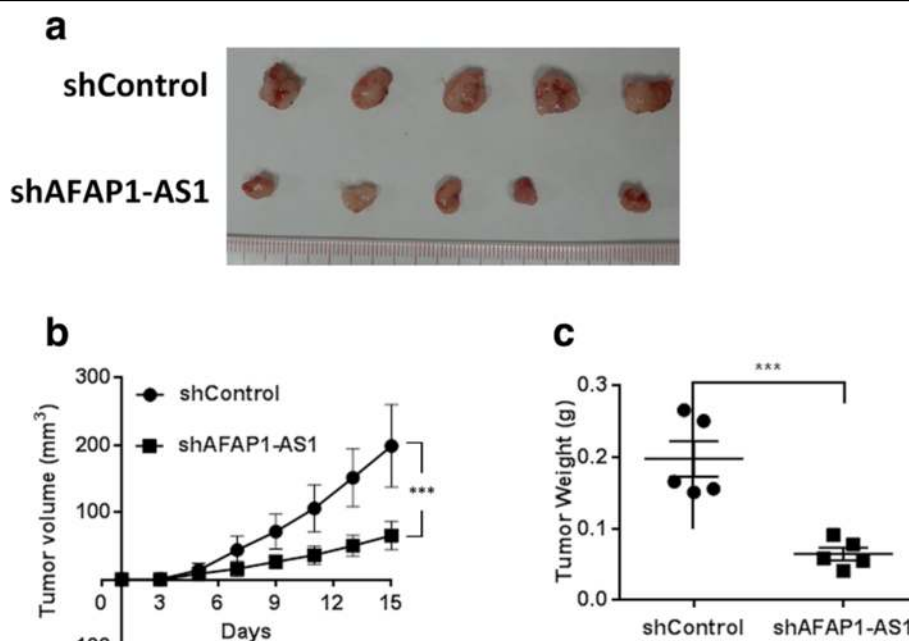 a
shControl
shAFAP1-AS1
b
300
200
100
Tumor volume (mm³)
shControl
shAFAP1-AS1
***
0 3 6 9 12 15
Days
c
0.3
0.2
0.1
0.0
Tumor Weight (g)
***
shControl shAFAP1-AS1